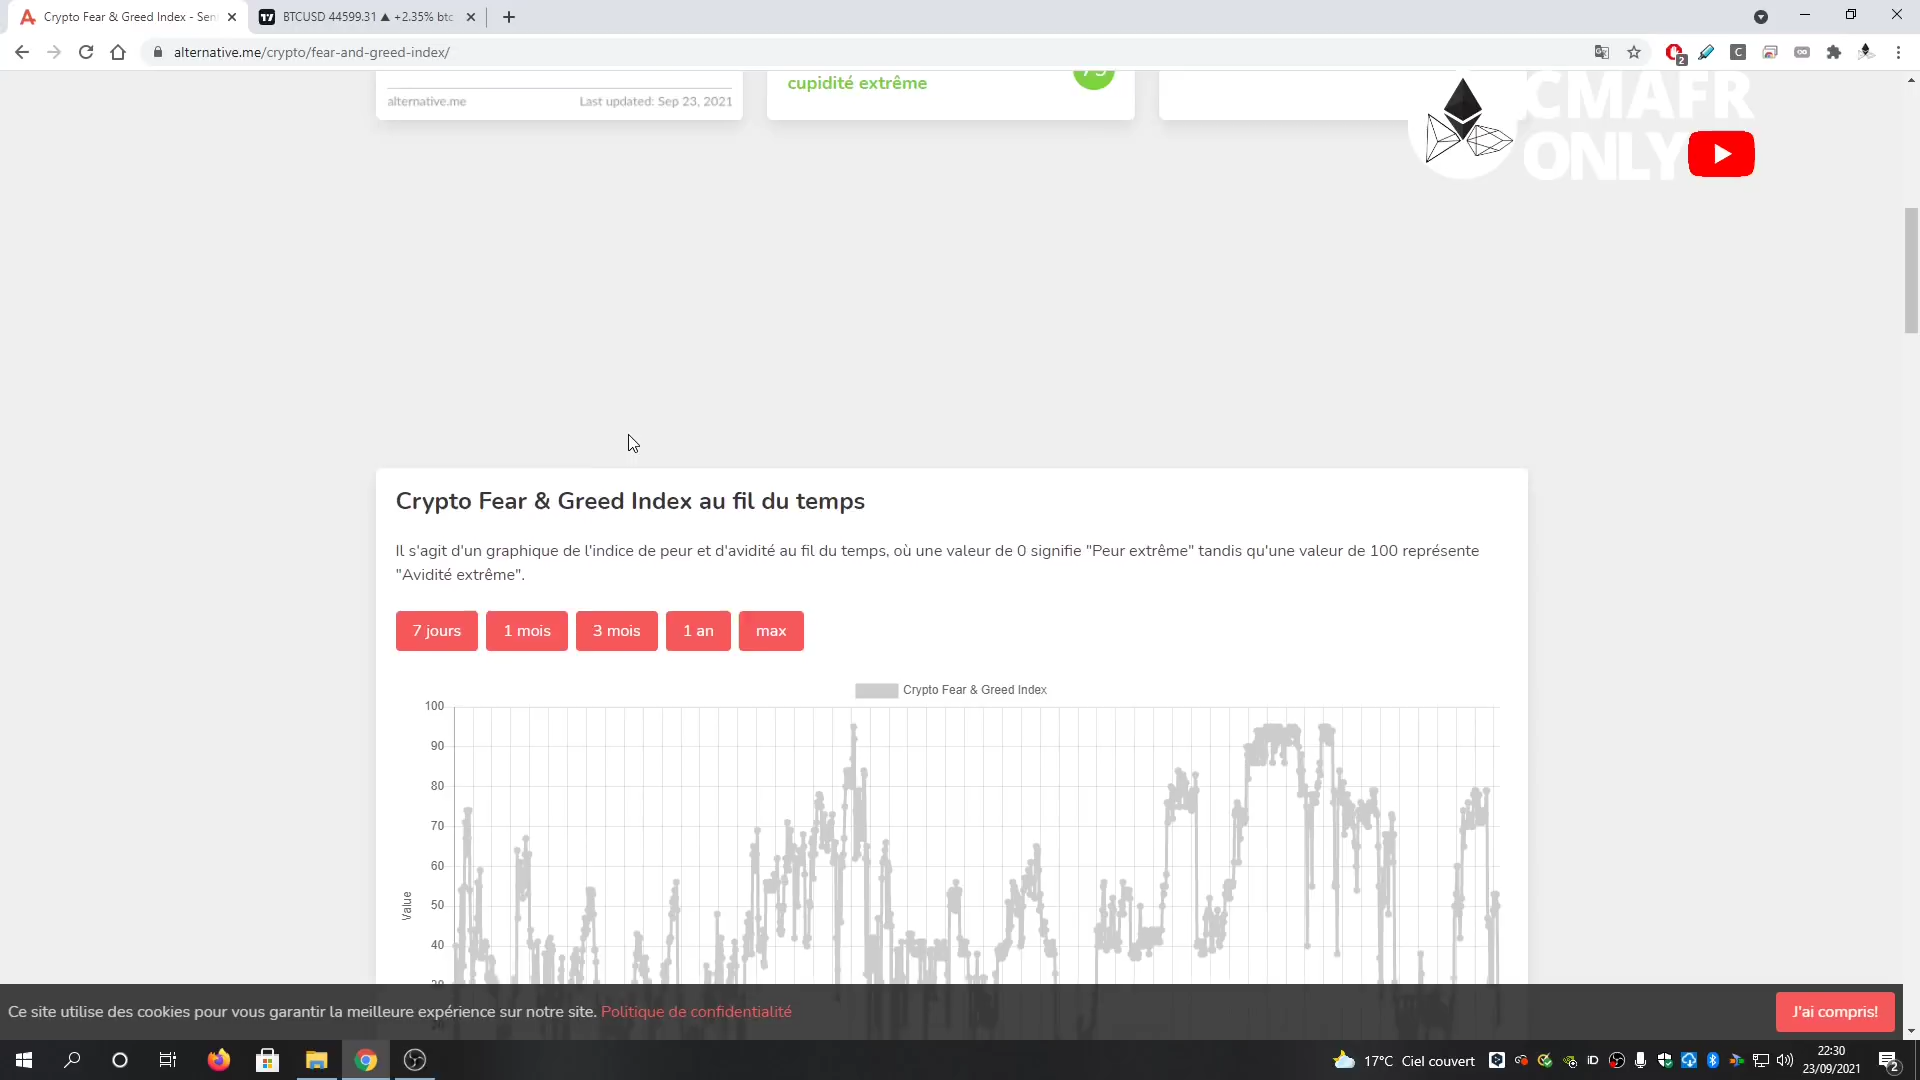 Crypto Fear & Greed Index - Sen
BTCUSD 44599.31 ▲ +2.35% btc
alternative.me/crypto/fear-and-greed-index/
2
cupidité extrême
alternative.me
Last updated: Sep 23, 2021
CMAFR
ONLY
Crypto Fear & Greed Index au fil du temps
Il s'agit d'un graphique de l'indice de peur et d'avidité au fil du temps, où une valeur de 0 signifie "Peur extrême" tandis qu'une valeur de 100 représente
"Avidité extrême".
7 jours
1 mois
3 mois
1 an
max
Crypto Fear & Greed Index
100
90
80
70
60
50
40
Value
Ce site utilise des cookies pour vous garantir la meilleure expérience sur notre site. Politique de confidentialité
J'ai compris!
17°C Ciel couvert
22:30
23/09/2021
2